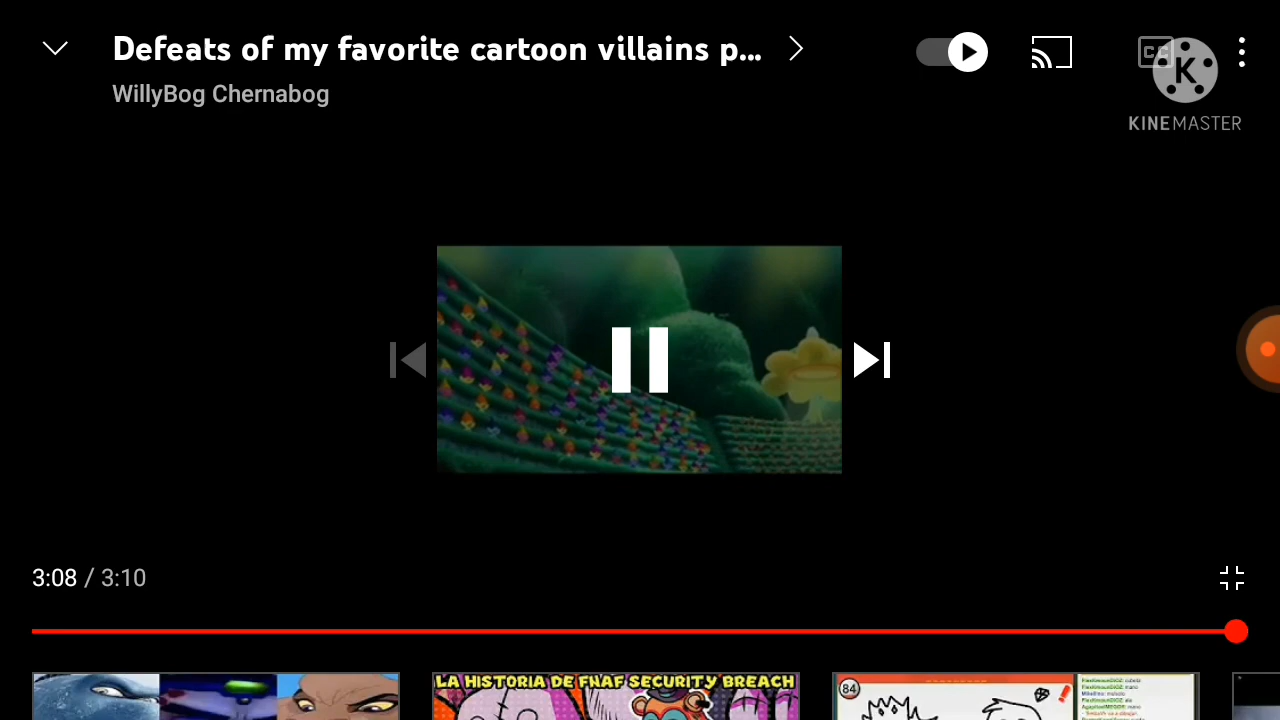 Defeats of my favorite cartoon villains p...
WillyBog Chernabog
CC
K
KINEMASTER
3:08 / 3:10
LA HISTORIA DE FNAF SECURITY BREACH
84